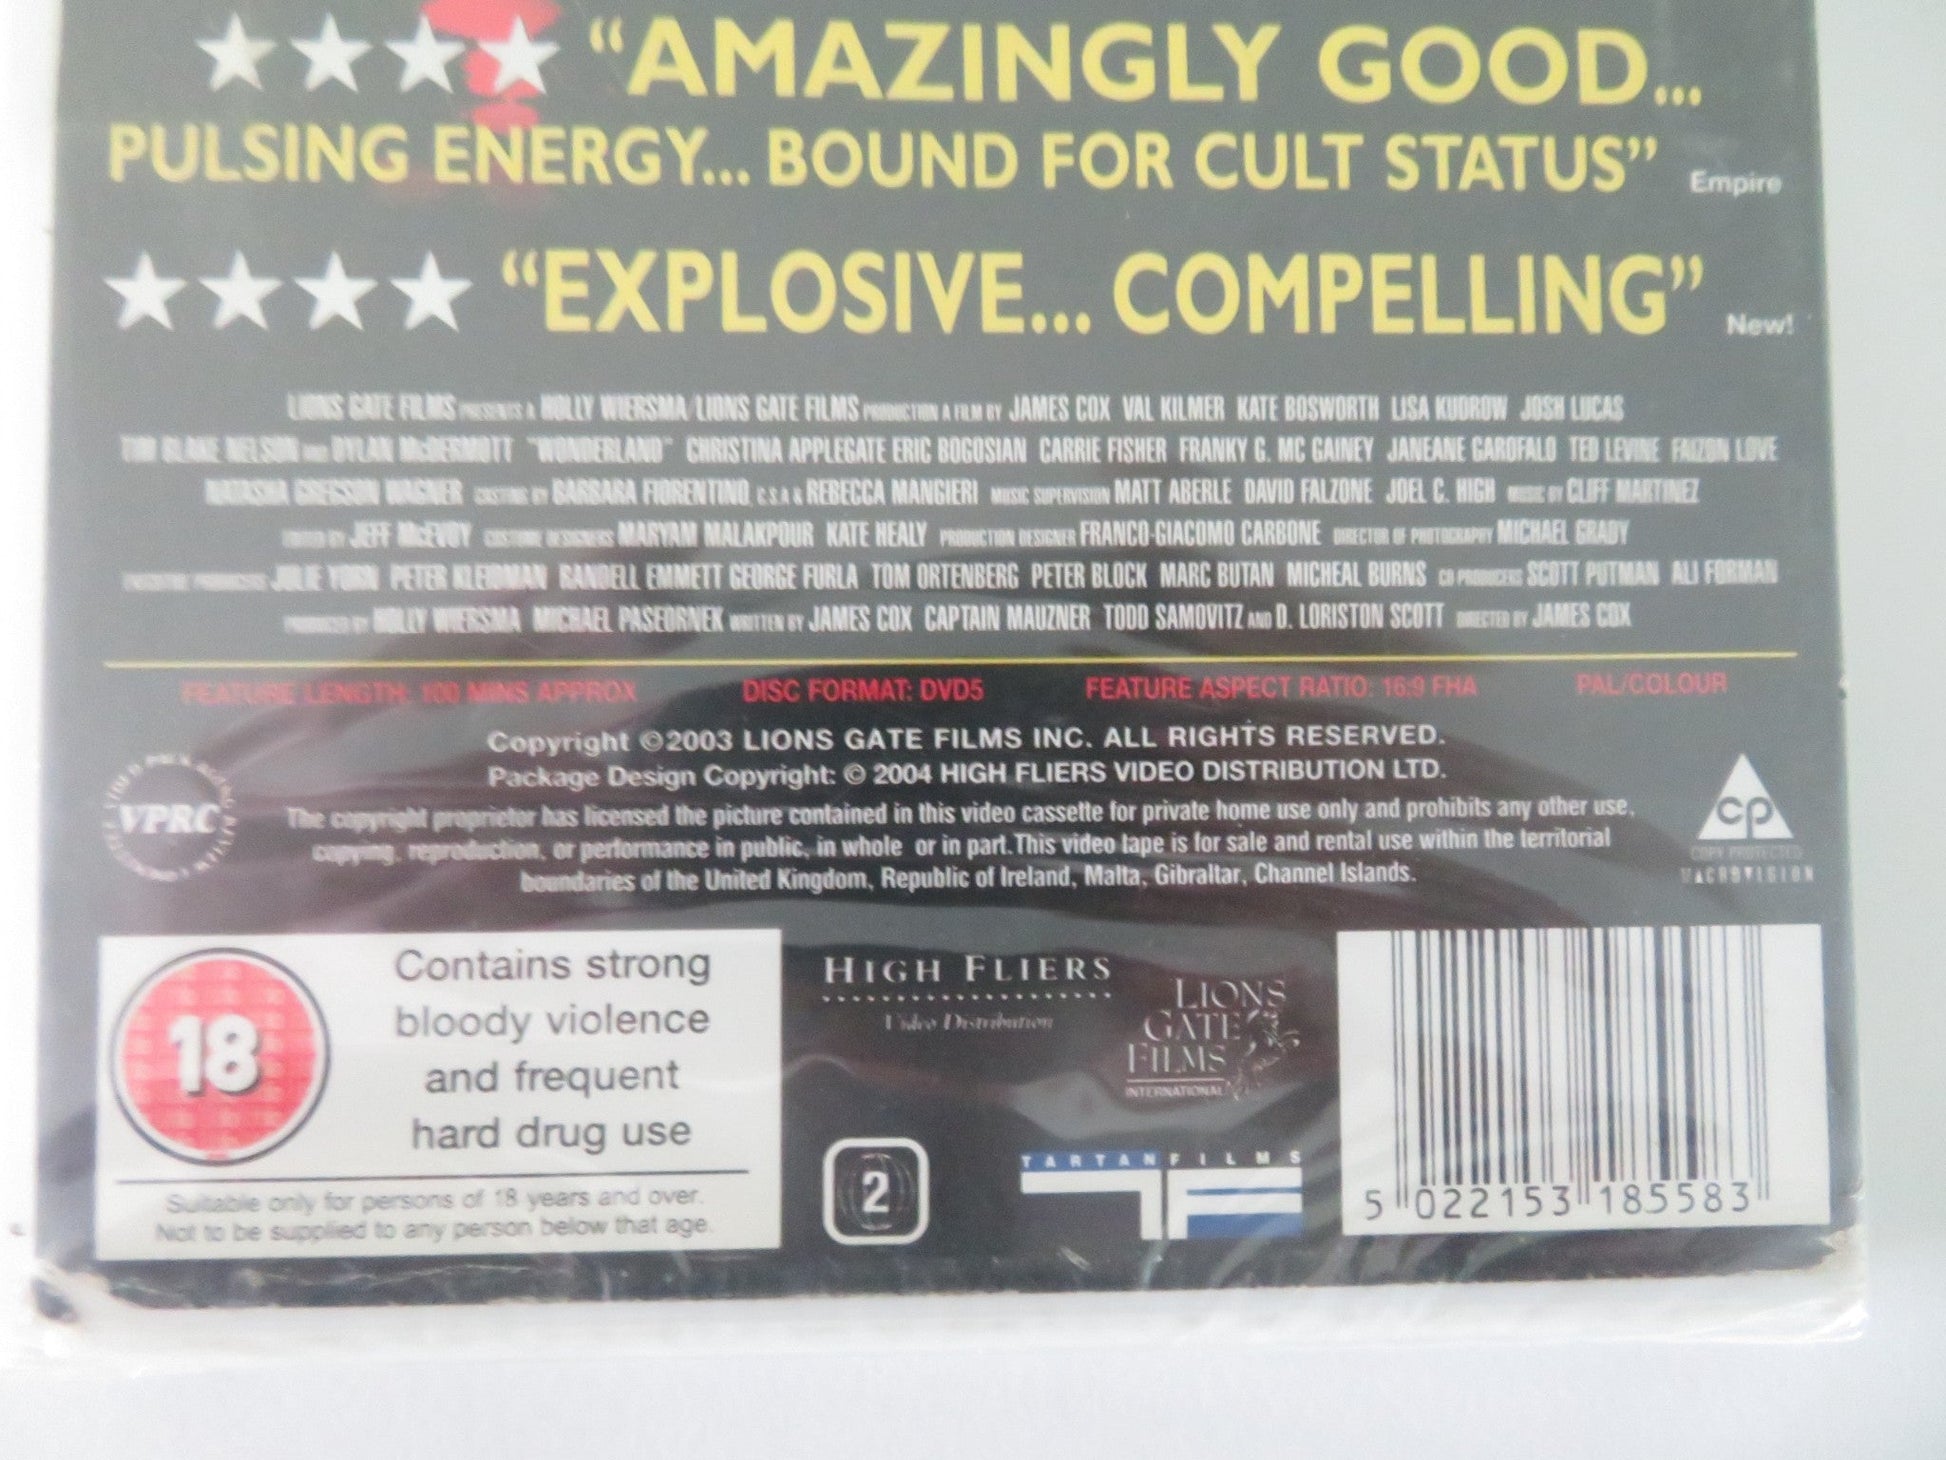 "AMAZINGLY GOOD...
PULSING ENERGY... BOUND FOR CULT STATUS" Empire
"EXPLOSIVE... COMPELLING" New!
LIONS GATE FILMS PRESENTS A HOLLY WIERSMA/LIONS GATE FILMS PRODUCTION A FILM BY JAMES COX VAL KILMER KATE BOSWORTH LISA KUDROW JOSH LUCAS
TIM BLAKE NELSON AND DYLAN McDERMOTT "WONDERLAND" CHRISTINA APPLEGATE ERIC BOGOSIAN CARRIE FISHER FRANKY G. MC GAINEY JANEANE GAROFALO TED LEVINE FAIZON LOVE
NATASHA GREGSON WAGNER CASTING BY BARBARA FIORENTINO, C.S.A & REBECCA MANGIERI MUSIC SUPERVISION MATT ABERLE DAVID FALZONE JOEL C. HIGH MUSIC BY CLIFF MARTINEZ
EDITED BY JEFF McEVOY COSTUME DESIGNERS MARYAM MALAKPOUR KATE HEALY PRODUCTION DESIGNER FRANCO-GIACOMO CARBONE DIRECTOR OF PHOTOGRAPHY MICHAEL GRADY
EXECUTIVE PRODUCERS JULIE YORN PETER KLEIDMAN RANDELL EMMETT GEORGE FURLA TOM ORTENBERG PETER BLOCK MARC BUTAN MICHEAL BURNS CO PRODUCERS SCOTT PUTMAN ALI FORMAN
PRODUCED BY HOLLY WIERSMA MICHAEL PASEORNEK WRITTEN BY JAMES COX CAPTAIN MAUZNER TODD SAMOVITZ AND D. LORISTON SCOTT DIRECTED BY JAMES COX
FEATURE LENGTH: 100 MINS APPROX DISC FORMAT: DVD5 FEATURE ASPECT RATIO: 16:9 FHA PAL/COLOUR
Copyright ©2003 LIONS GATE FILMS INC. ALL RIGHTS RESERVED.
Package Design Copyright: © 2004 HIGH FLIERS VIDEO DISTRIBUTION LTD.
The copyright proprietor has licensed the picture contained in this video cassette for private home use only and prohibits any other use,
copying, reproduction, or performance in public, in whole or in part. This video tape is for sale and rental use within the territorial
boundaries of the United Kingdom, Republic of Ireland, Malta, Gibraltar, Channel Islands.
VPRC
CP
COPY PROTECTED
MACROVISION
18
Contains strong
bloody violence
and frequent
hard drug use
Suitable only for persons of 18 years and over.
Not to be supplied to any person below that age.
HIGH FLIERS
Video Distribution
LIONS
GATE
FILMS
INTERNATIONAL
2
TARTAN FILMS
5 022153 185583